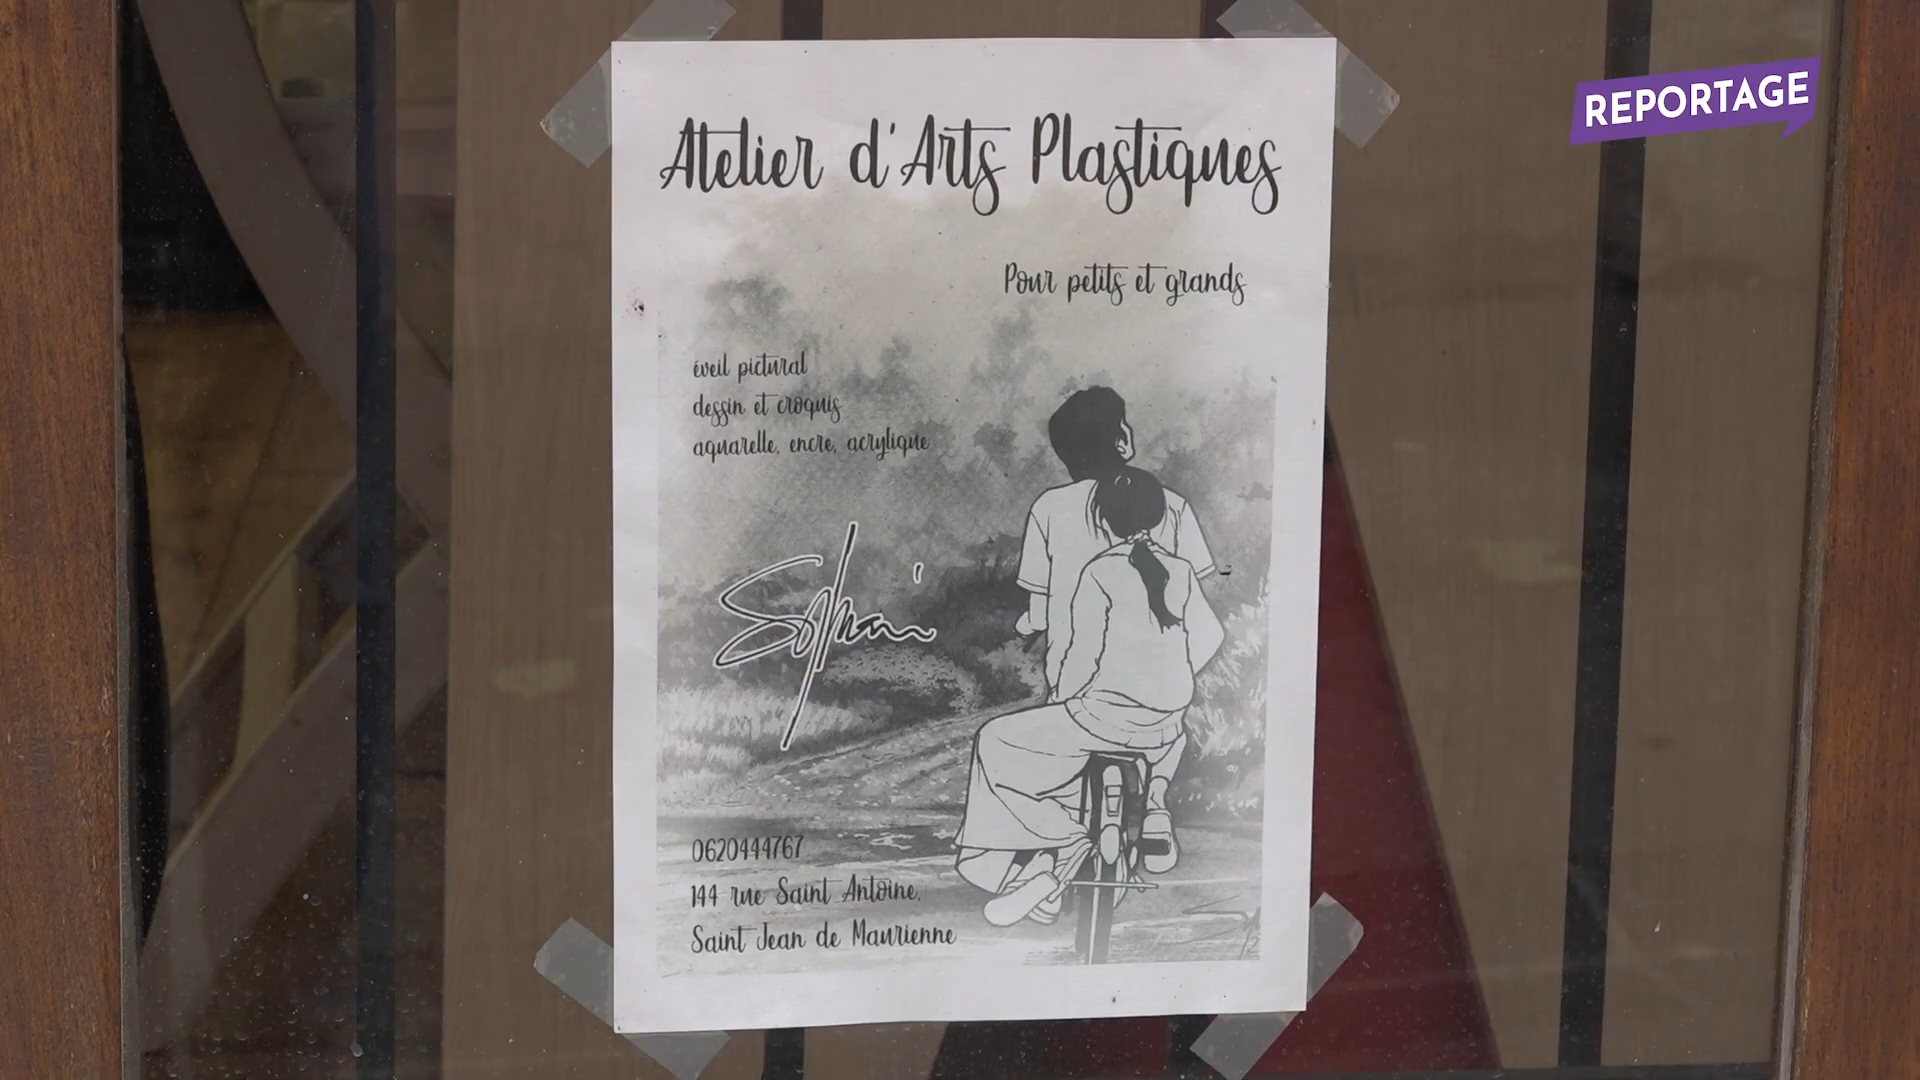 REPORTAGE
Atelier d'Arts Plastiques
Pour petits et grands
éveil pictural
dessin et croquis
aquarelle, encre, acrylique
0620444767
144 rue Saint Antoine,
Saint Jean de Maurienne